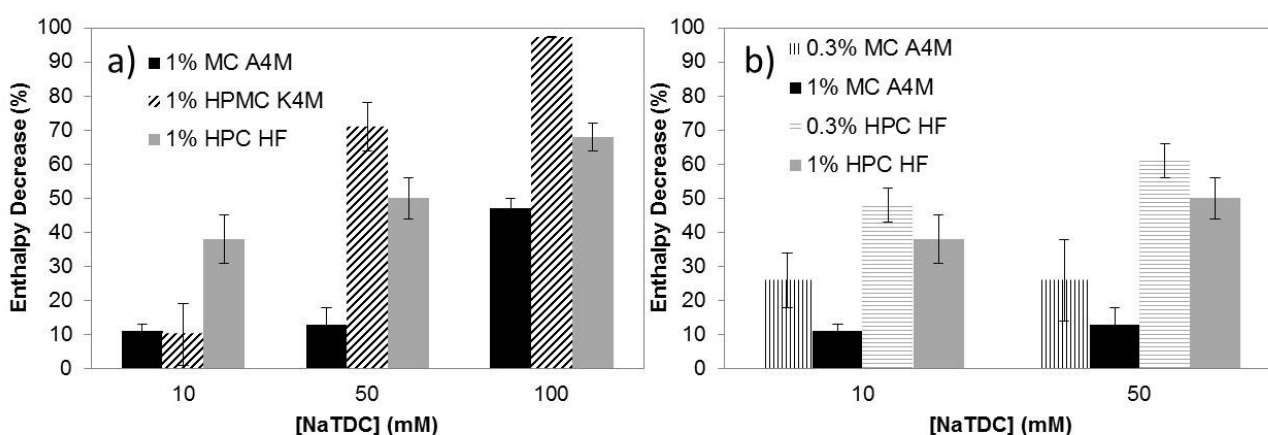 a)
1% MC A4M
1% HPMC K4M
1% HPC HF
Enthalpy Decrease (%)
100
90
80
70
60
50
40
30
20
10
0
10 50 100
[NaTDC] (mM)
b)
0.3% MC A4M
1% MC A4M
0.3% HPC HF
1% HPC HF
Enthalpy Decrease (%)
100
90
80
70
60
50
40
30
20
10
0
10 50
[NaTDC] (mM)